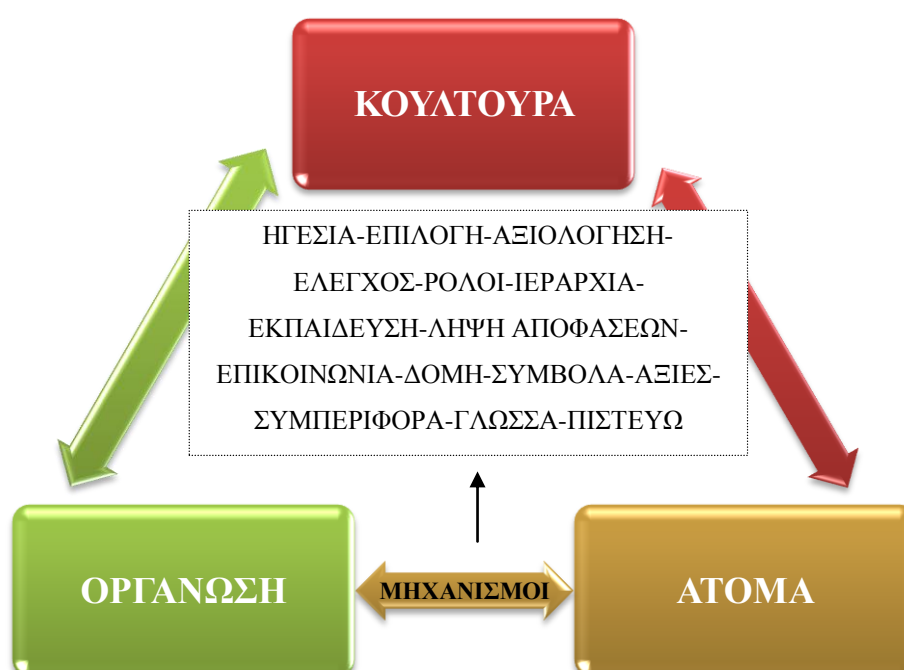 ΚΟΥΛΤΟΥΡΑ
ΗΓΕΣΙΑ-ΕΠΙΛΟΓΗ-ΑΞΙΟΛΟΓΗΣΗ-
ΕΛΕΓΧΟΣ-ΡΟΛΟΙ-ΙΕΡΑΡΧΙΑ-
ΕΚΠΑΙΔΕΥΣΗ-ΛΗΨΗ ΑΠΟΦΑΣΕΩΝ-
ΕΠΙΚΟΙΝΩΝΙΑ-ΔΟΜΗ-ΣΥΜΒΟΛΑ-ΑΞΙΕΣ-
ΣΥΜΠΕΡΙΦΟΡΑ-ΓΛΩΣΣΑ-ΠΙΣΤΕΥΩ
ΟΡΓΑΝΩΣΗ
ΜΗΧΑΝΙΣΜΟΙ
ΑΤΟΜΑ